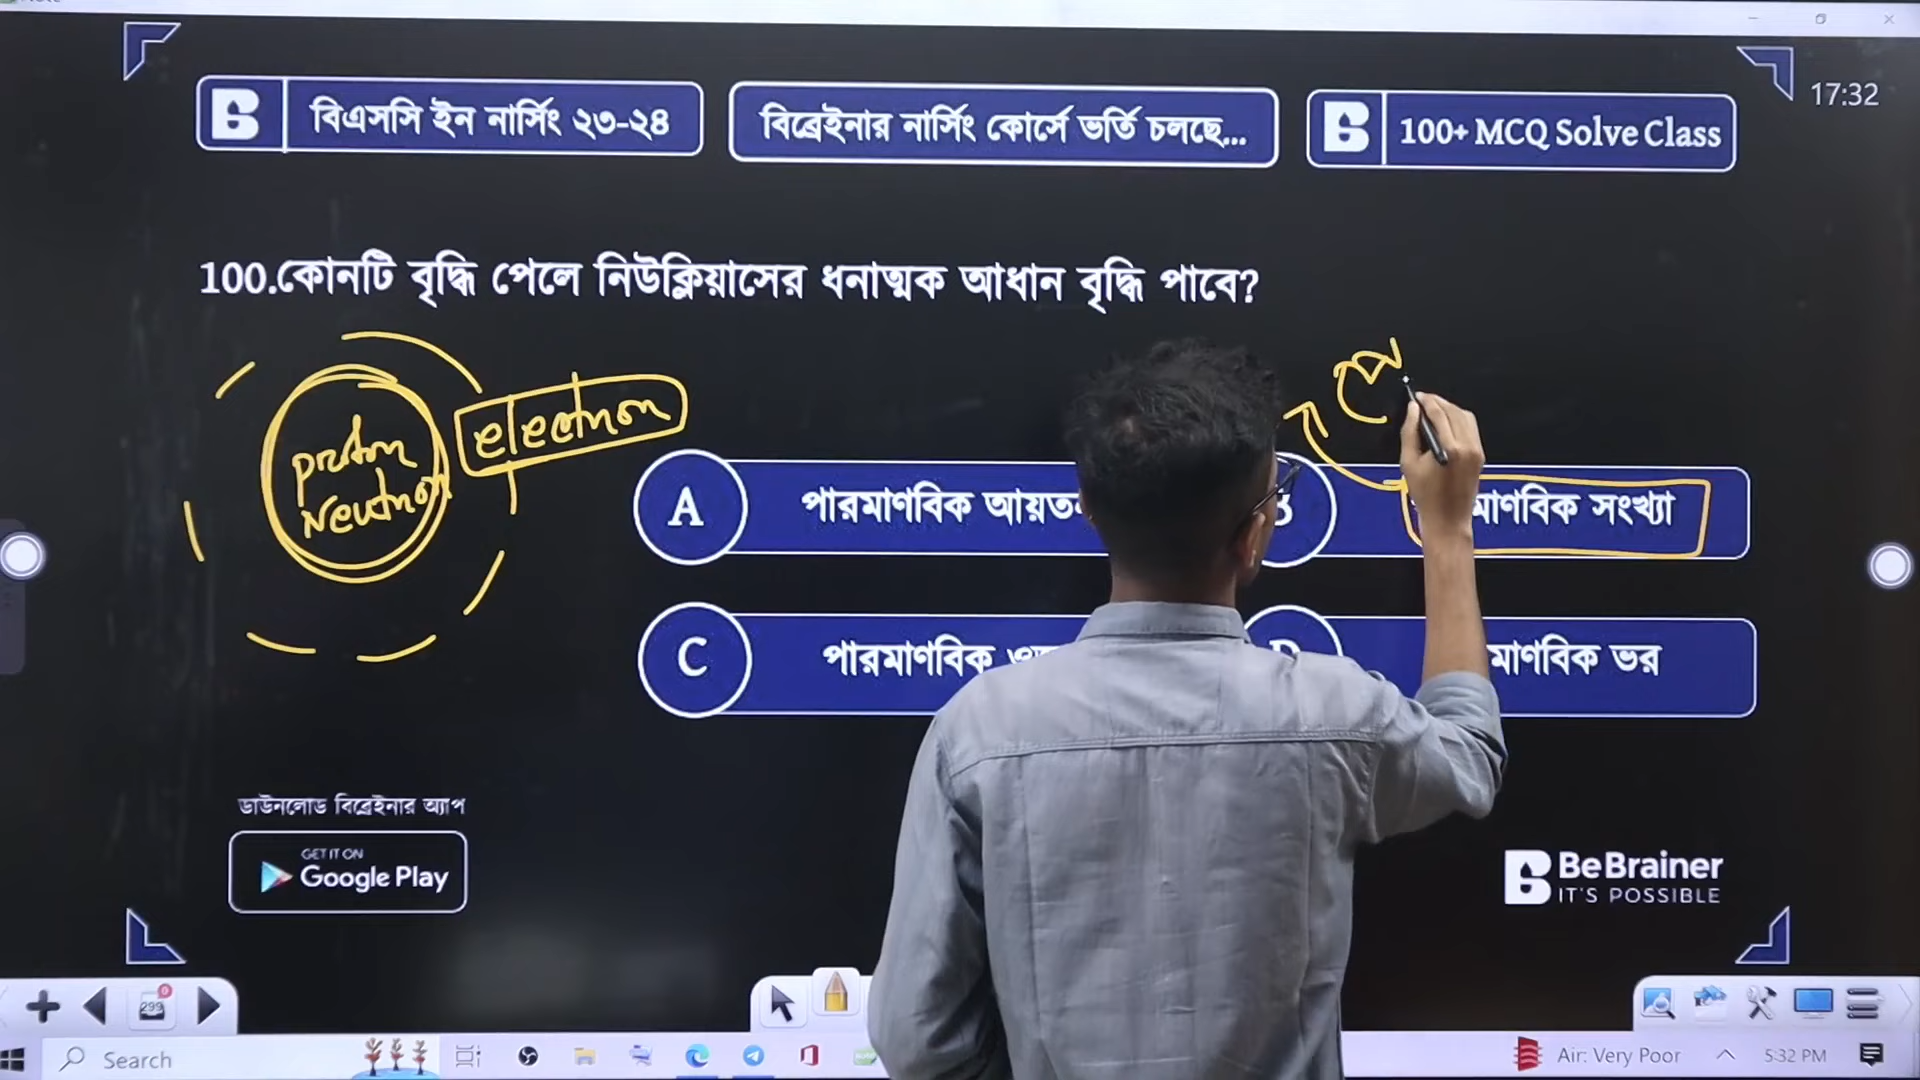 17:32
বিএসসি ইন নার্সিং ২৩-২৪
বিব্রেইনার নার্সিং কোর্সে ভর্তি চলছে...
100+ MCQ Solve Class
100.কোনটি বৃদ্ধি পেলে নিউক্লিয়াসের ধনাত্মক আধান বৃদ্ধি পাবে?
proton
Neutron
electron
A পারমাণবিক
মাণবিক সংখ্যা
C পারমাণবিক
D মাণবিক ভর
ডাউনলোড বিব্রেইনার অ্যাপ
GET IT ON
Google Play
BeBrainer
IT'S POSSIBLE
299
Search
Air: Very Poor
5:32 PM